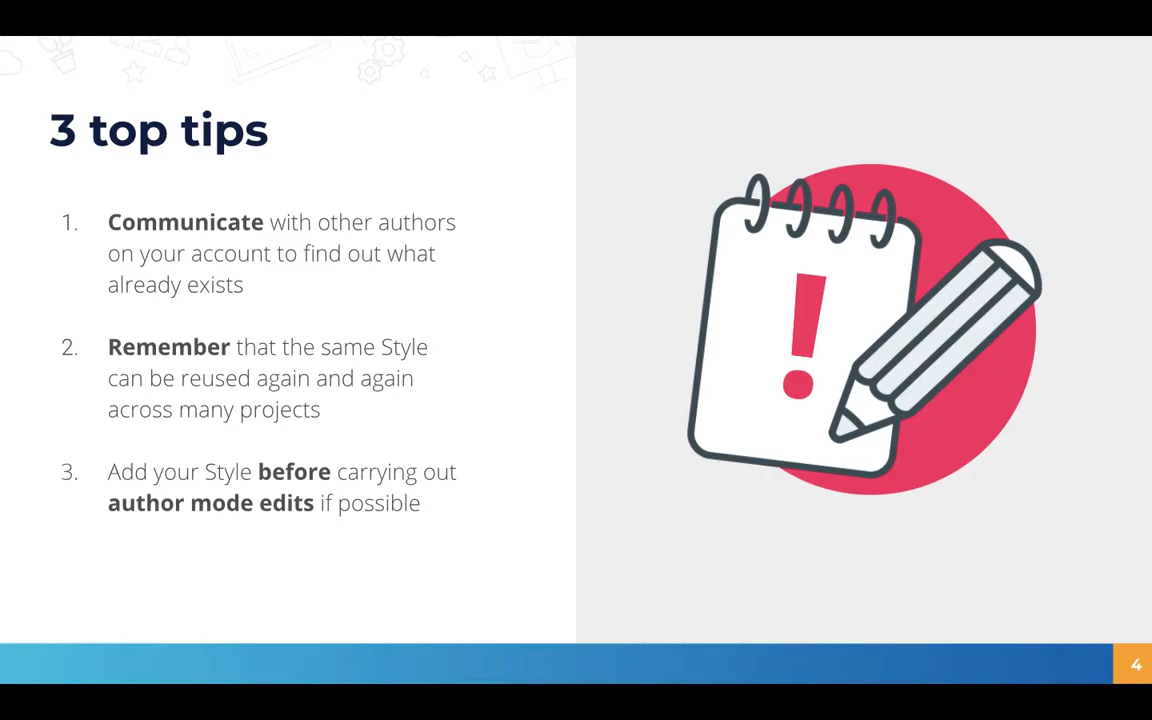 3 top tips
1. Communicate with other authors
on your account to find out what
already exists
2. Remember that the same Style
can be reused again and again
across many projects
3. Add your Style before carrying out
author mode edits if possible
!
4